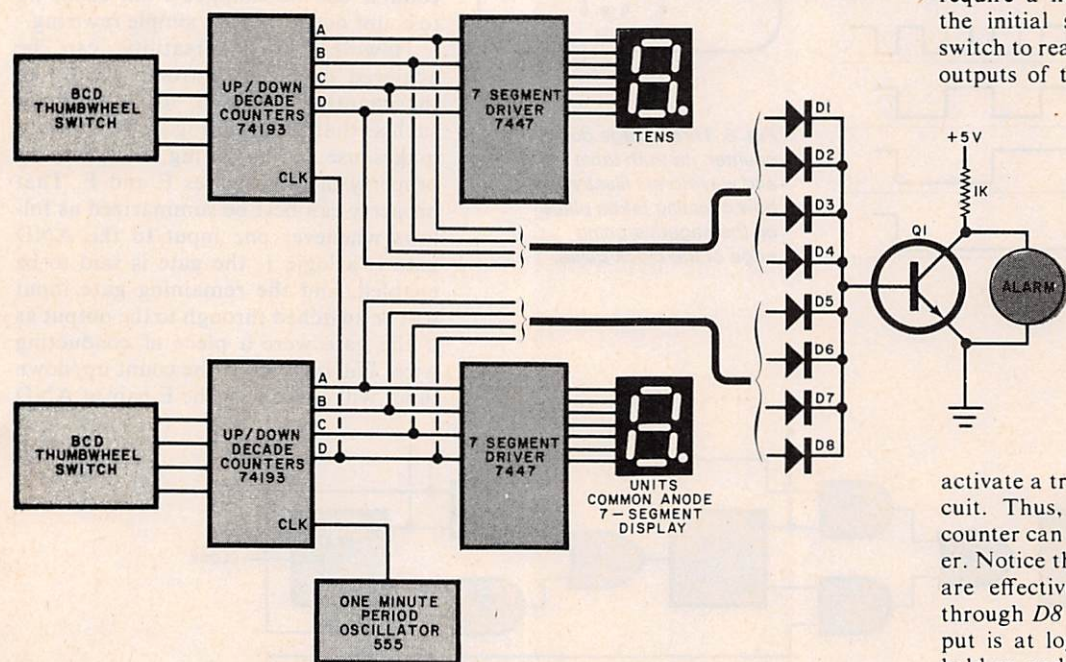 BCD
THUMBWHEEL
SWITCH
UP/DOWN
DECADE
COUNTERS
74193
A
B
C
D
CLK
7 SEGMENT
DRIVER
7447
TENS
BCD
THUMBWHEEL
SWITCH
UP/DOWN
DECADE
COUNTERS
74193
A
B
C
D
CLK
7 SEGMENT
DRIVER
7447
UNITS
COMMON ANODE
7-SEGMENT
DISPLAY
ONE MINUTE
PERIOD
OSCILLATOR
555
D1
D2
D3
D4
D5
D6
D7
D8
Q1
+5V
1K
ALARM
require a
the initial s
switch to rea
outputs of t
activate a tr
cuit. Thus,
counter can
er. Notice th
are effectiv
through D8
put is at lo